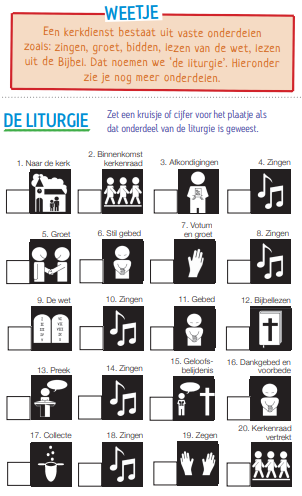 WEETJE
Een kerkdienst bestaat uit vaste onderdelen
zoals: zingen, groet, bidden, lezen van de wet, lezen
uit de Bijbel. Dat noemen we 'de liturgie'. Hieronder
zie je nog meer onderdelen.
DE LITURGIE
Zet een kruisje of cijfer voor het plaatje als
dat onderdeel van de liturgie is geweest.
1. Naar de kerk
2. Binnenkomst
kerkenraad
3. Afkondigingen
4. Zingen
5. Groet
6. Stil gebed
7. Votum
en groet
8. Zingen
9. De wet
10. Zingen
11. Gebed
12. Bijbellezen
13. Preek
14. Zingen
15. Geloofs-
belijdenis
16. Dankgebed en
voorbede
17. Collecte
18. Zingen
19. Zegen
20. Kerkenraad
vertrekt